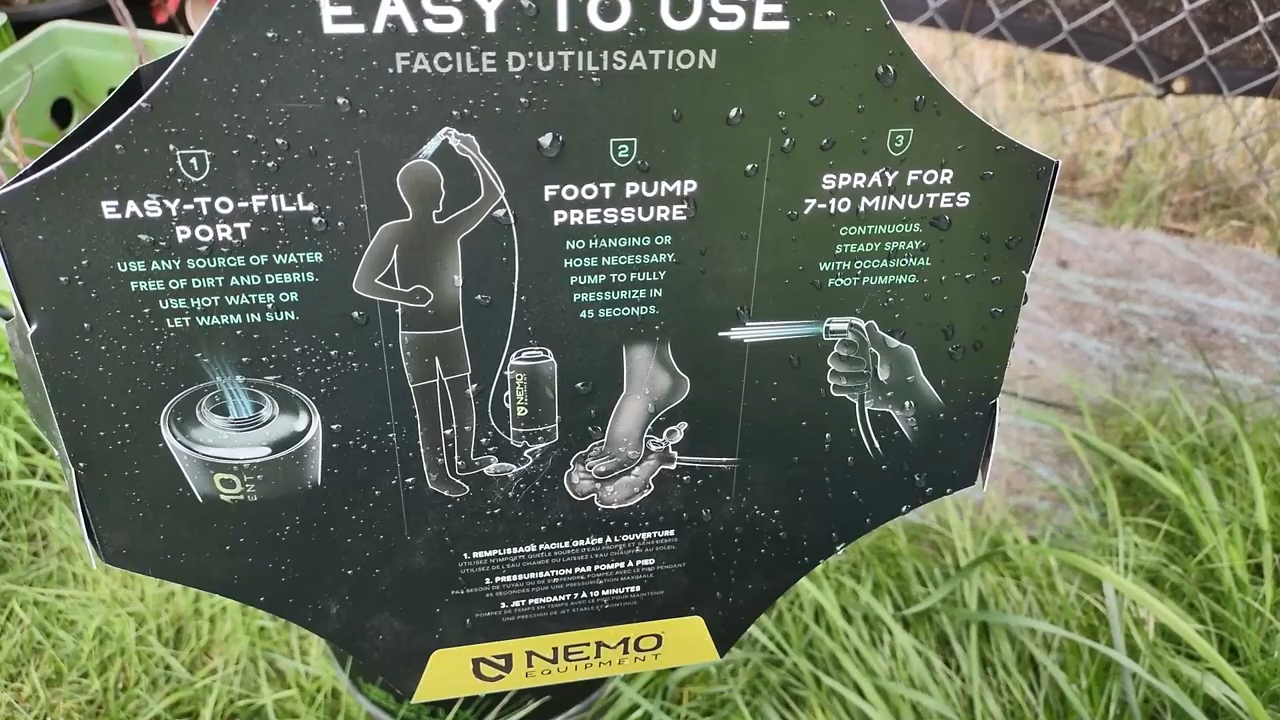 EASY TO USE
FACILE D'UTILISATION
1
EASY-TO-FILL
PORT
USE ANY SOURCE OF WATER
FREE OF DIRT AND DEBRIS.
USE HOT WATER OR
LET WARM IN SUN.
2
FOOT PUMP
PRESSURE
NO HANGING OR
HOSE NECESSARY.
PUMP TO FULLY
PRESSURIZE IN
45 SECONDS.
3
SPRAY FOR
7-10 MINUTES
CONTINUOUS,
STEADY SPRAY
WITH OCCASIONAL
FOOT PUMPING.
NEMO
1. REMPLISSAGE FACILE GRÂCE À L'OUVERTURE
UTILISEZ N'IMPORTE QUELLE SOURCE D'EAU PROPRE ET SANS DÉBRIS.
UTILISEZ DE L'EAU CHAUDE OU LAISSEZ L'EAU CHAUFFER AU SOLEIL.
2. PRESSURISATION PAR POMPE À PIED
PAS BESOIN DE TUYAU OU DE SUSPENDRE. POMPEZ AVEC LE PIED PENDANT
45 SECONDES POUR UNE PRESSURISATION MAXIMALE.
3. JET PENDANT 7 À 10 MINUTES
POMPEZ DE TEMPS EN TEMPS AVEC LE PIED POUR MAINTENIR
UNE PRESSION DE JET STABLE ET CONTINUE.
NEMO
EQUIPMENT